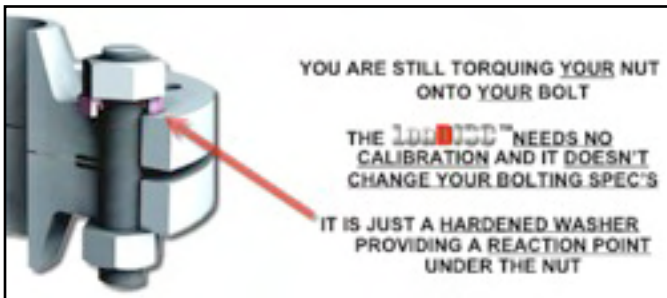 YOU ARE STILL TORQUING YOUR NUT
ONTO YOUR BOLT
THE ™ NEEDS NO
CALIBRATION AND IT DOESN'T
CHANGE YOUR BOLTING SPEC'S
IT IS JUST A HARDENED WASHER
PROVIDING A REACTION POINT
UNDER THE NUT